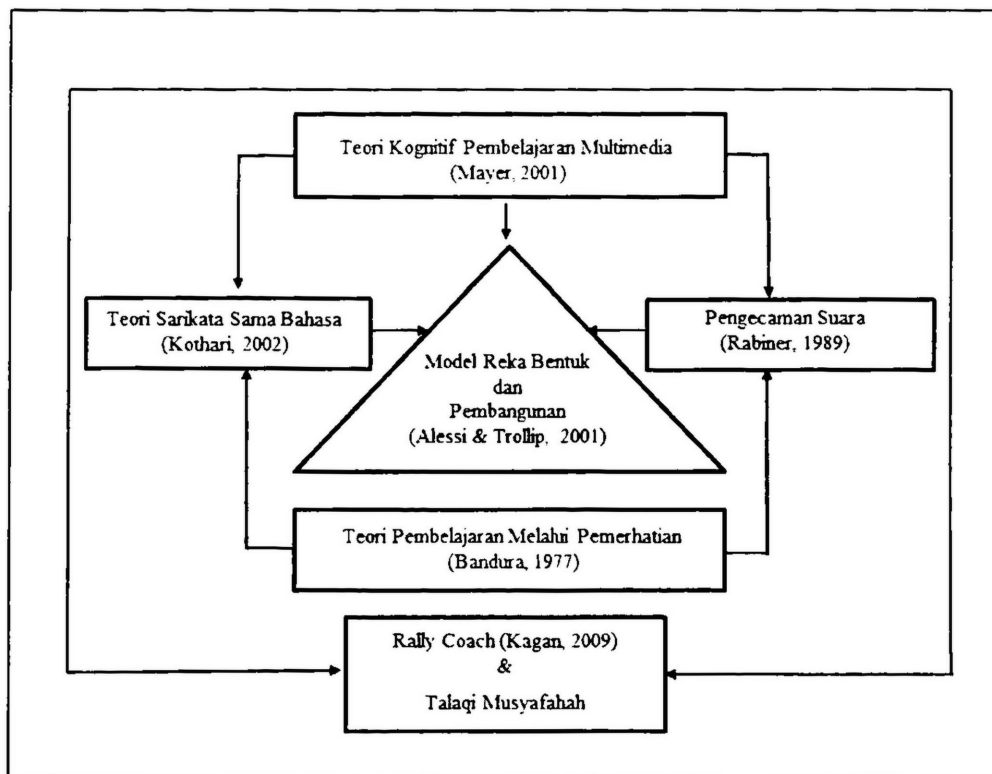 Teori Kognitif Pembelajaran Multimedia
(Mayer, 2001)
Teori Sarikata Sama Bahasa
(Kothari, 2002)
Pengecaman Suara
(Rabiner, 1989)
Model Reka Bentuk
dan
Pembangunan
(Alessi & Trollip, 2001)
Teori Pembelajaran Melalui Pemerhatian
(Bandura, 1977)
Rally Coach (Kagan, 2009)
&
Talaqi Musyafahah